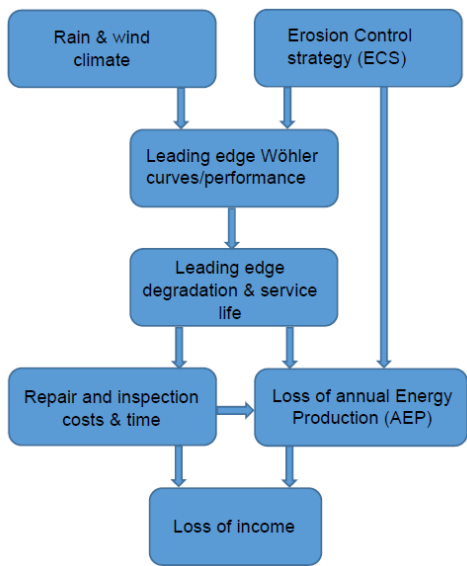 Rain & wind
climate
Erosion Control
strategy (ECS)
Leading edge Wöhler
curves/performance
Leading edge
degradation & service
life
Repair and inspection
costs & time
Loss of annual Energy
Production (AEP)
Loss of income